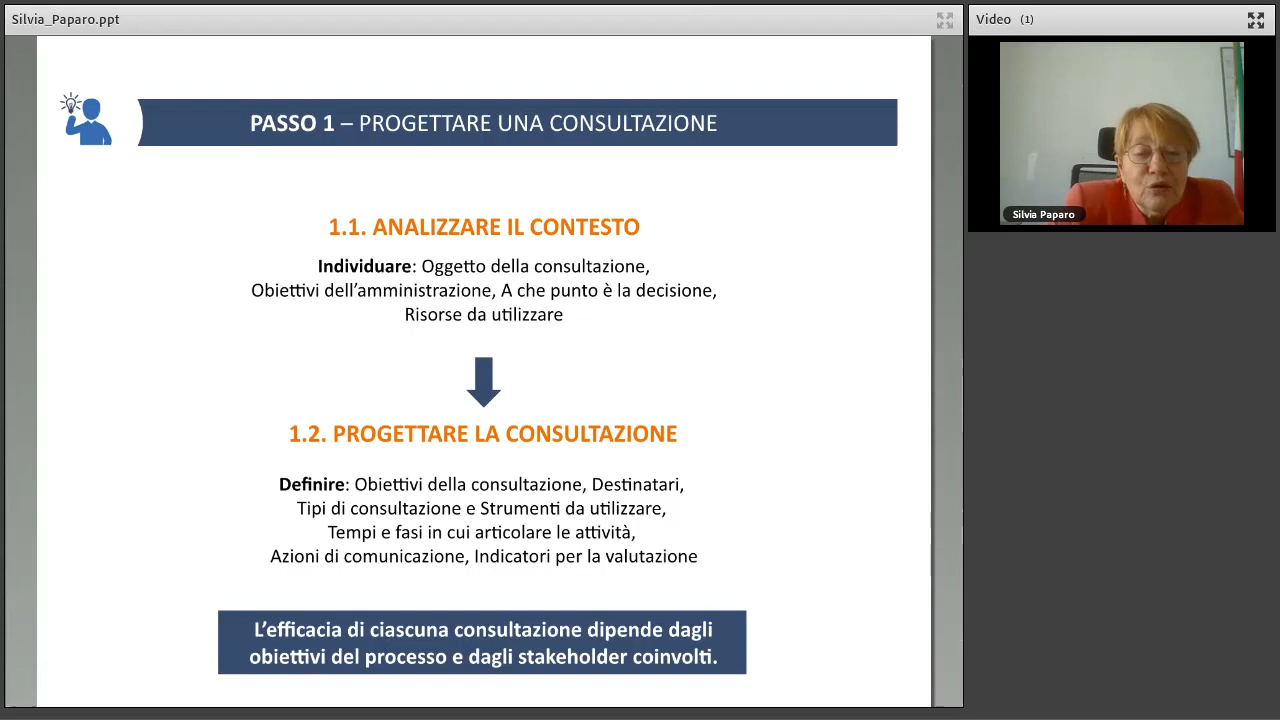 Silvia_Paparo.ppt
Video (1)
PASSO 1 – PROGETTARE UNA CONSULTAZIONE
1.1. ANALIZZARE IL CONTESTO
Individuare: Oggetto della consultazione,
Obiettivi dell’amministrazione, A che punto è la decisione,
Risorse da utilizzare
1.2. PROGETTARE LA CONSULTAZIONE
Definire: Obiettivi della consultazione, Destinatari,
Tipi di consultazione e Strumenti da utilizzare,
Tempi e fasi in cui articolare le attività,
Azioni di comunicazione, Indicatori per la valutazione
L’efficacia di ciascuna consultazione dipende dagli
obiettivi del processo e dagli stakeholder coinvolti.
Silvia Paparo